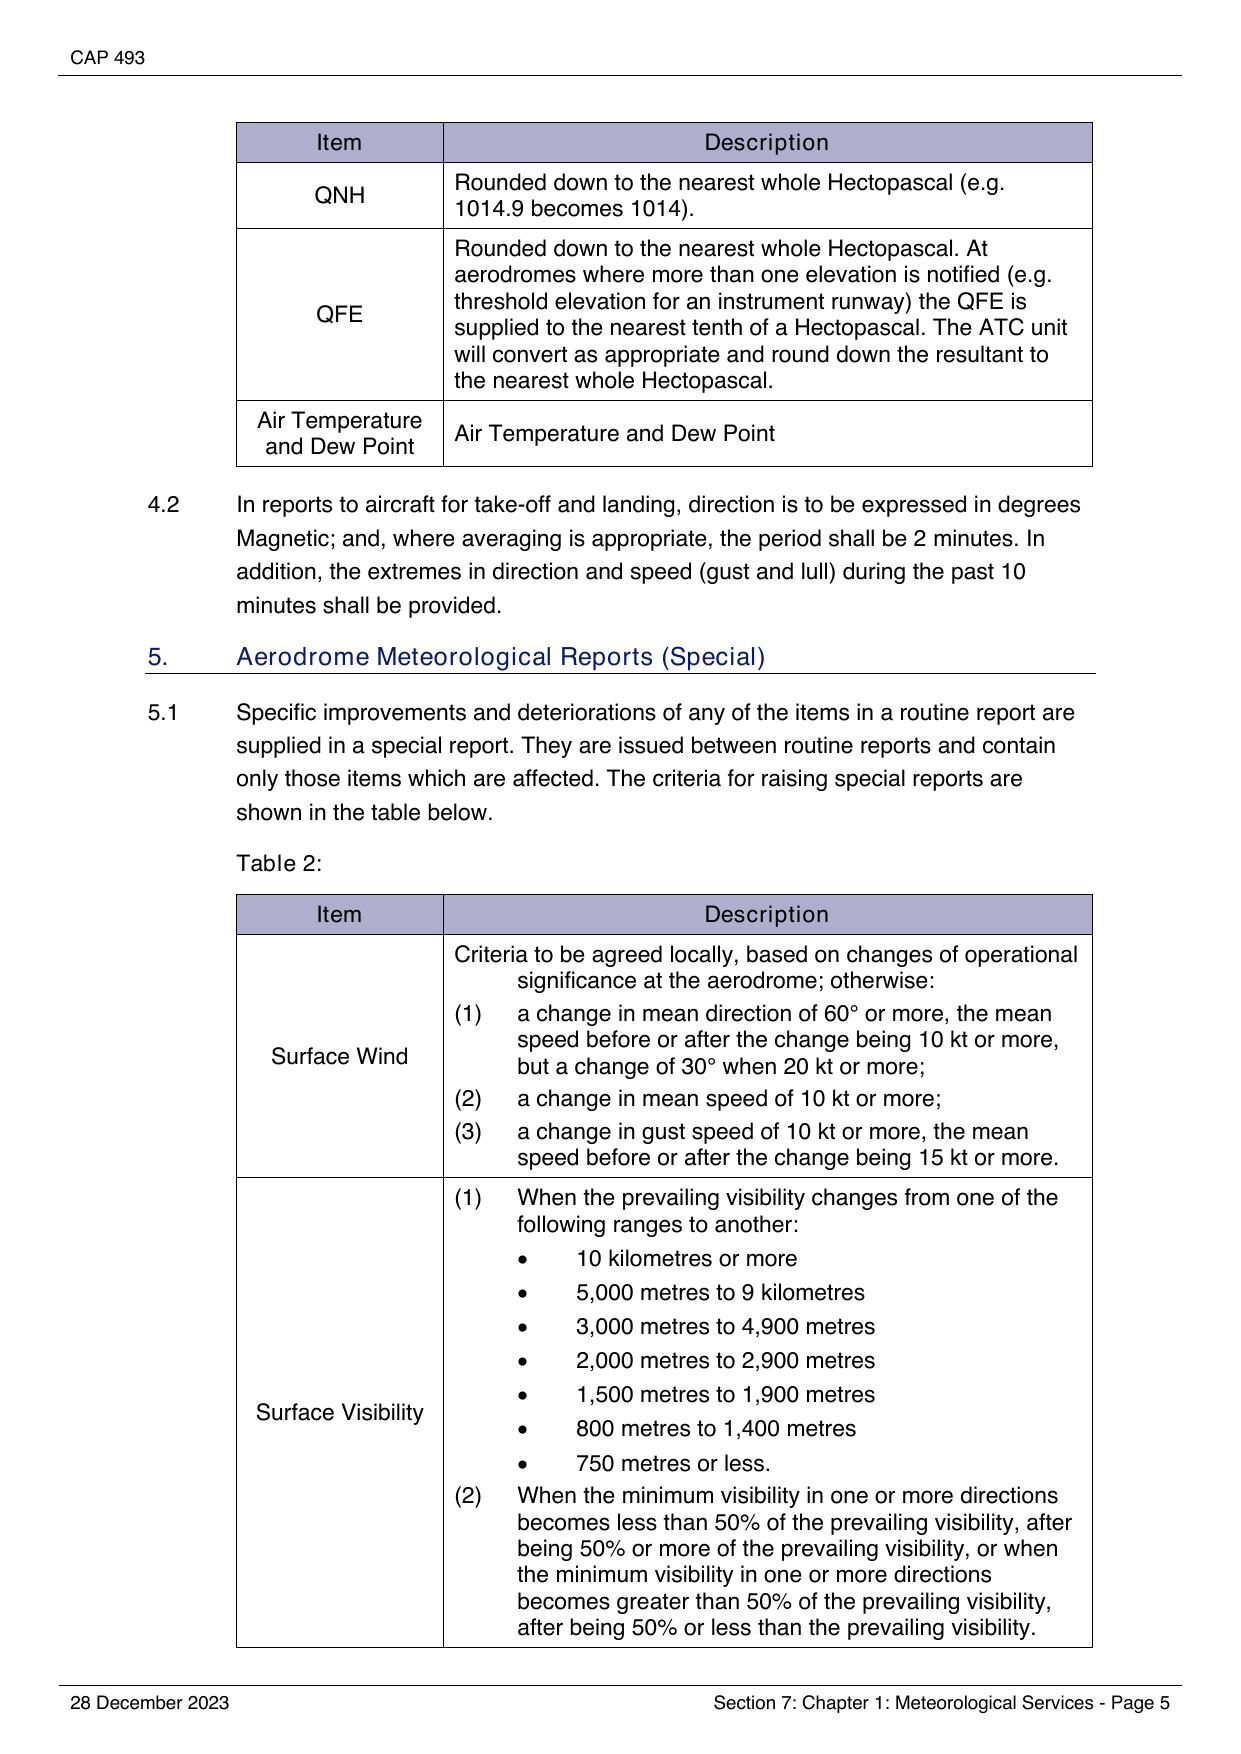 CAP 493
Item
Description
QNH
Rounded down to the nearest whole Hectopascal (e.g.
1014.9 becomes 1014).
QFE
Rounded down to the nearest whole Hectopascal. At
aerodromes where more than one elevation is notified (e.g.
threshold elevation for an instrument runway) the QFE is
supplied to the nearest tenth of a Hectopascal. The ATC unit
will convert as appropriate and round down the resultant to
the nearest whole Hectopascal.
Air Temperature
and Dew Point
Air Temperature and Dew Point
4.2 In reports to aircraft for take-off and landing, direction is to be expressed in degrees
Magnetic; and, where averaging is appropriate, the period shall be 2 minutes. In
addition, the extremes in direction and speed (gust and lull) during the past 10
minutes shall be provided.
5. Aerodrome Meteorological Reports (Special)
5.1 Specific improvements and deteriorations of any of the items in a routine report are
supplied in a special report. They are issued between routine reports and contain
only those items which are affected. The criteria for raising special reports are
shown in the table below.
Table 2:
Item
Description
Surface Wind
Criteria to be agreed locally, based on changes of operational
significance at the aerodrome; otherwise:
(1) a change in mean direction of 60° or more, the mean
speed before or after the change being 10 kt or more,
but a change of 30° when 20 kt or more;
(2) a change in mean speed of 10 kt or more;
(3) a change in gust speed of 10 kt or more, the mean
speed before or after the change being 15 kt or more.
Surface Visibility
(1) When the prevailing visibility changes from one of the
following ranges to another:
• 10 kilometres or more
• 5,000 metres to 9 kilometres
• 3,000 metres to 4,900 metres
• 2,000 metres to 2,900 metres
• 1,500 metres to 1,900 metres
• 800 metres to 1,400 metres
• 750 metres or less.
(2) When the minimum visibility in one or more directions
becomes less than 50% of the prevailing visibility, after
being 50% or more of the prevailing visibility, or when
the minimum visibility in one or more directions
becomes greater than 50% of the prevailing visibility,
after being 50% or less than the prevailing visibility.
28 December 2023
Section 7: Chapter 1: Meteorological Services - Page 5